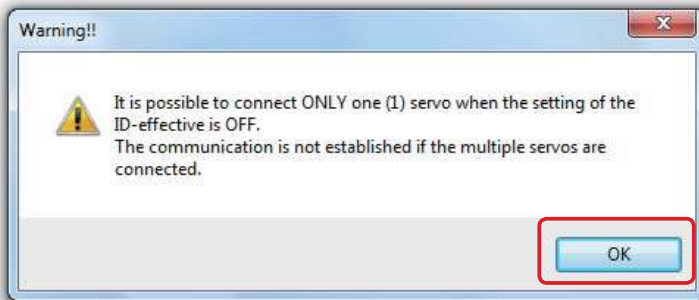 Warning!!
It is possible to connect ONLY one (1) servo when the setting of the
ID-effective is OFF.
The communication is not established if the multiple servos are
connected.
OK